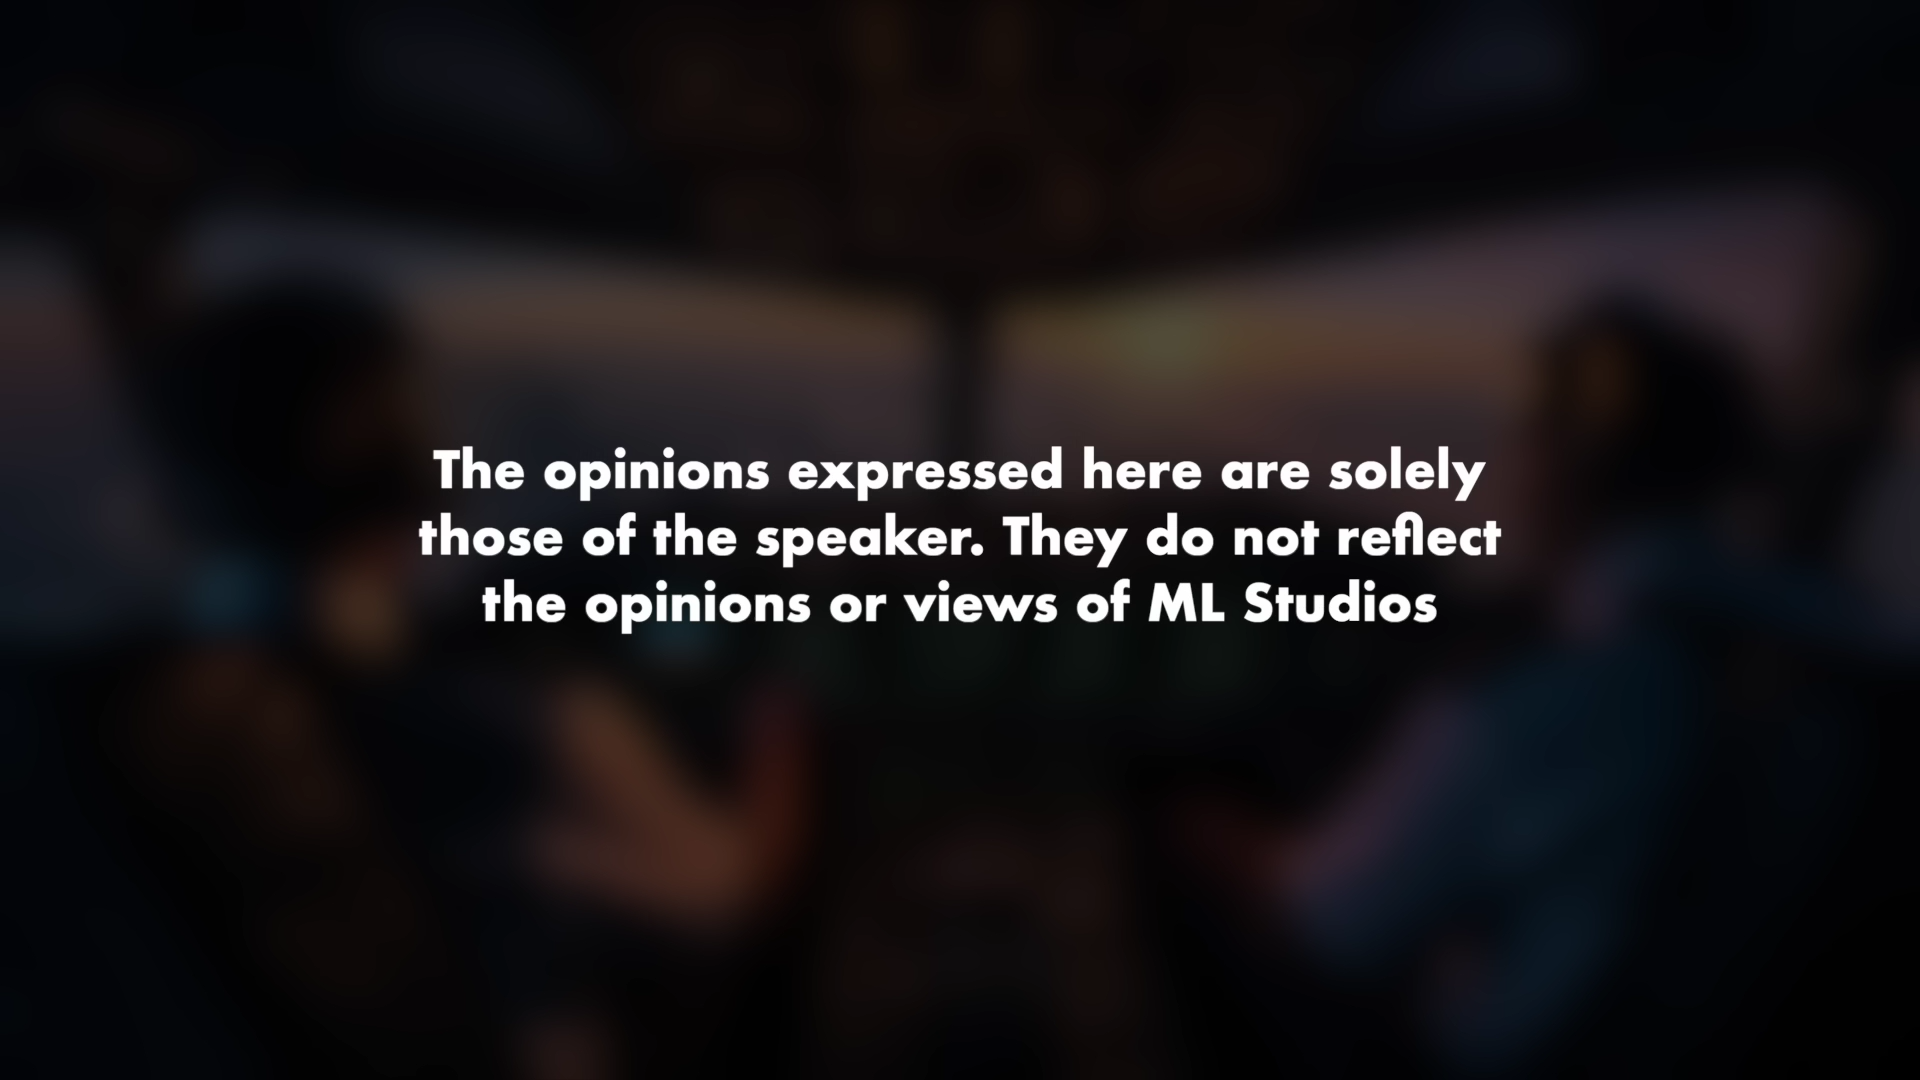 The opinions expressed here are solely
those of the speaker. They do not reflect
the opinions or views of ML Studios